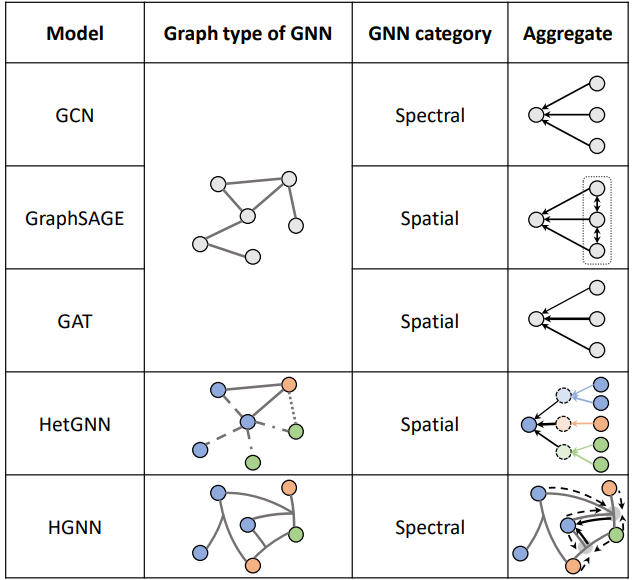 Model Graph type of GNN GNN category Aggregate
GCN Spectral
GraphSAGE Spatial
GAT Spatial
HetGNN Spatial
HGNN Spectral